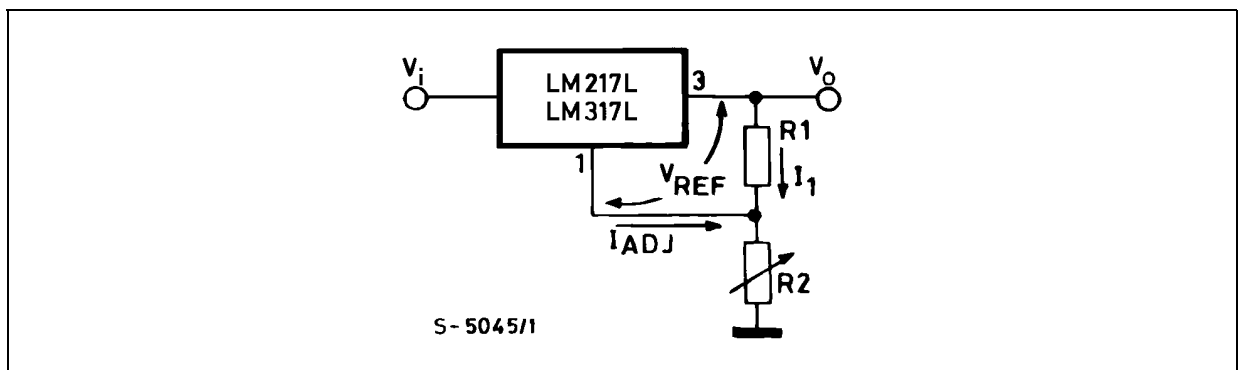 Vi
LM217L
LM317L
3
Vo
R1
1
VREF
I1
IADJ
R2
S-5045/1